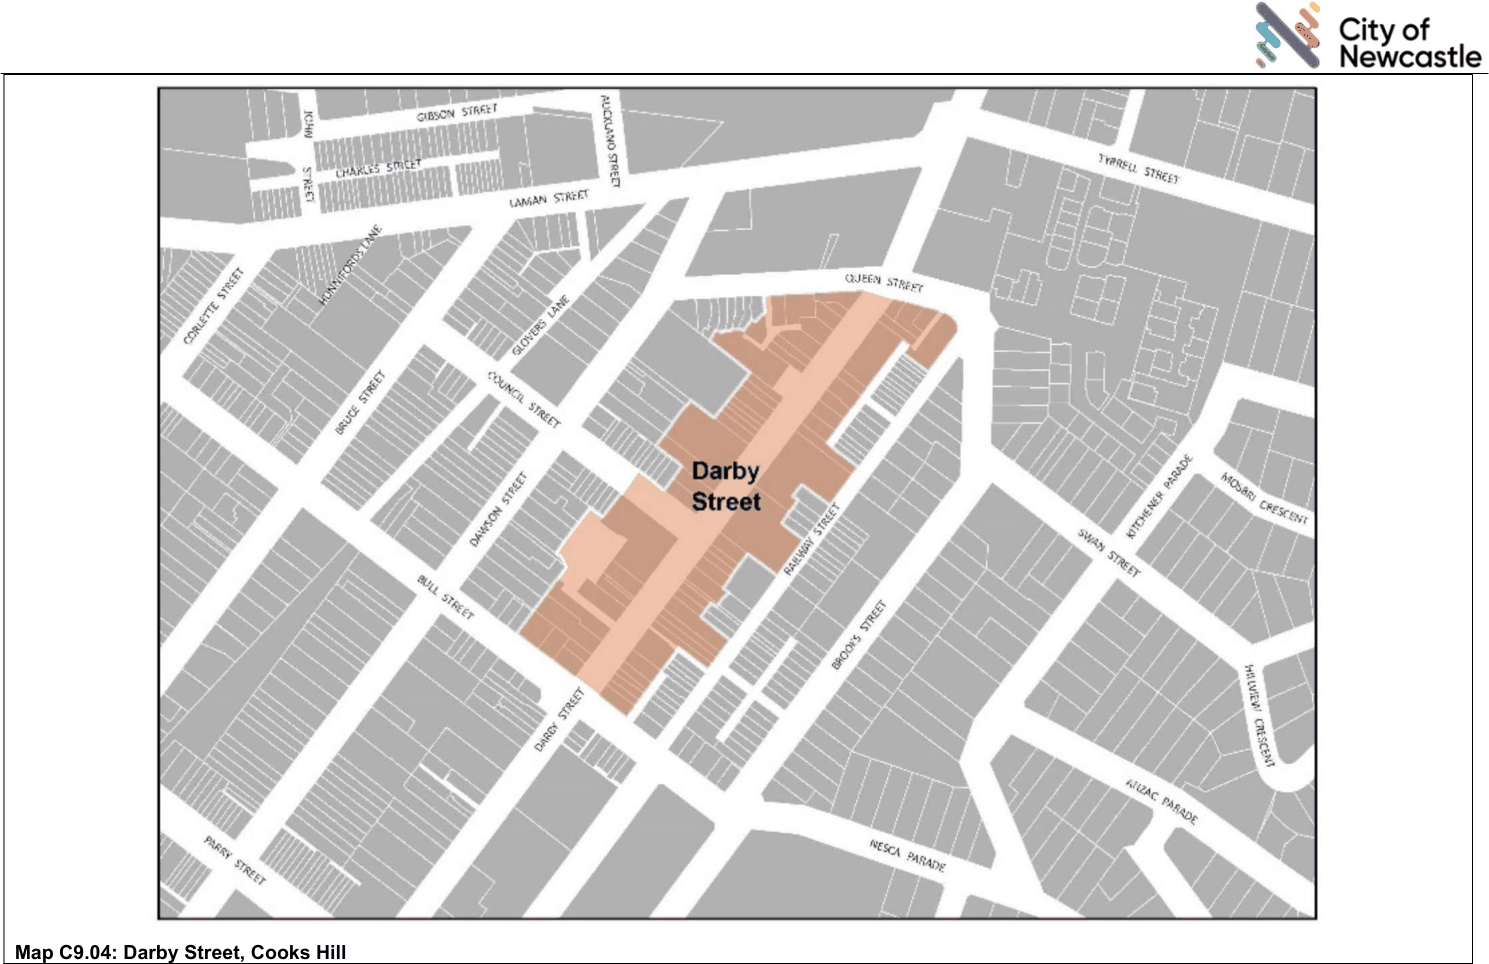 City of
Newcastle
GIBSON STREET
JOHN STREET
AUCKLAND STREET
CHARLES STREET
LAMAN STREET
TYRRELL STREET
HUNNIFORDS LANE
CORLETTE STREET
QUEEN STREET
GLOVERS LANE
COUNCIL STREET
BRUCE STREET
Darby
Street
DAWSON STREET
KITCHENER PARADE
MOSBRI CRESCENT
RAILWAY STREET
SWAN STREET
BULL STREET
BROOKS STREET
HILLVIEW CRESCENT
DARBY STREET
ANZAC PARADE
PARRY STREET
NESCA PARADE
Map C9.04: Darby Street, Cooks Hill